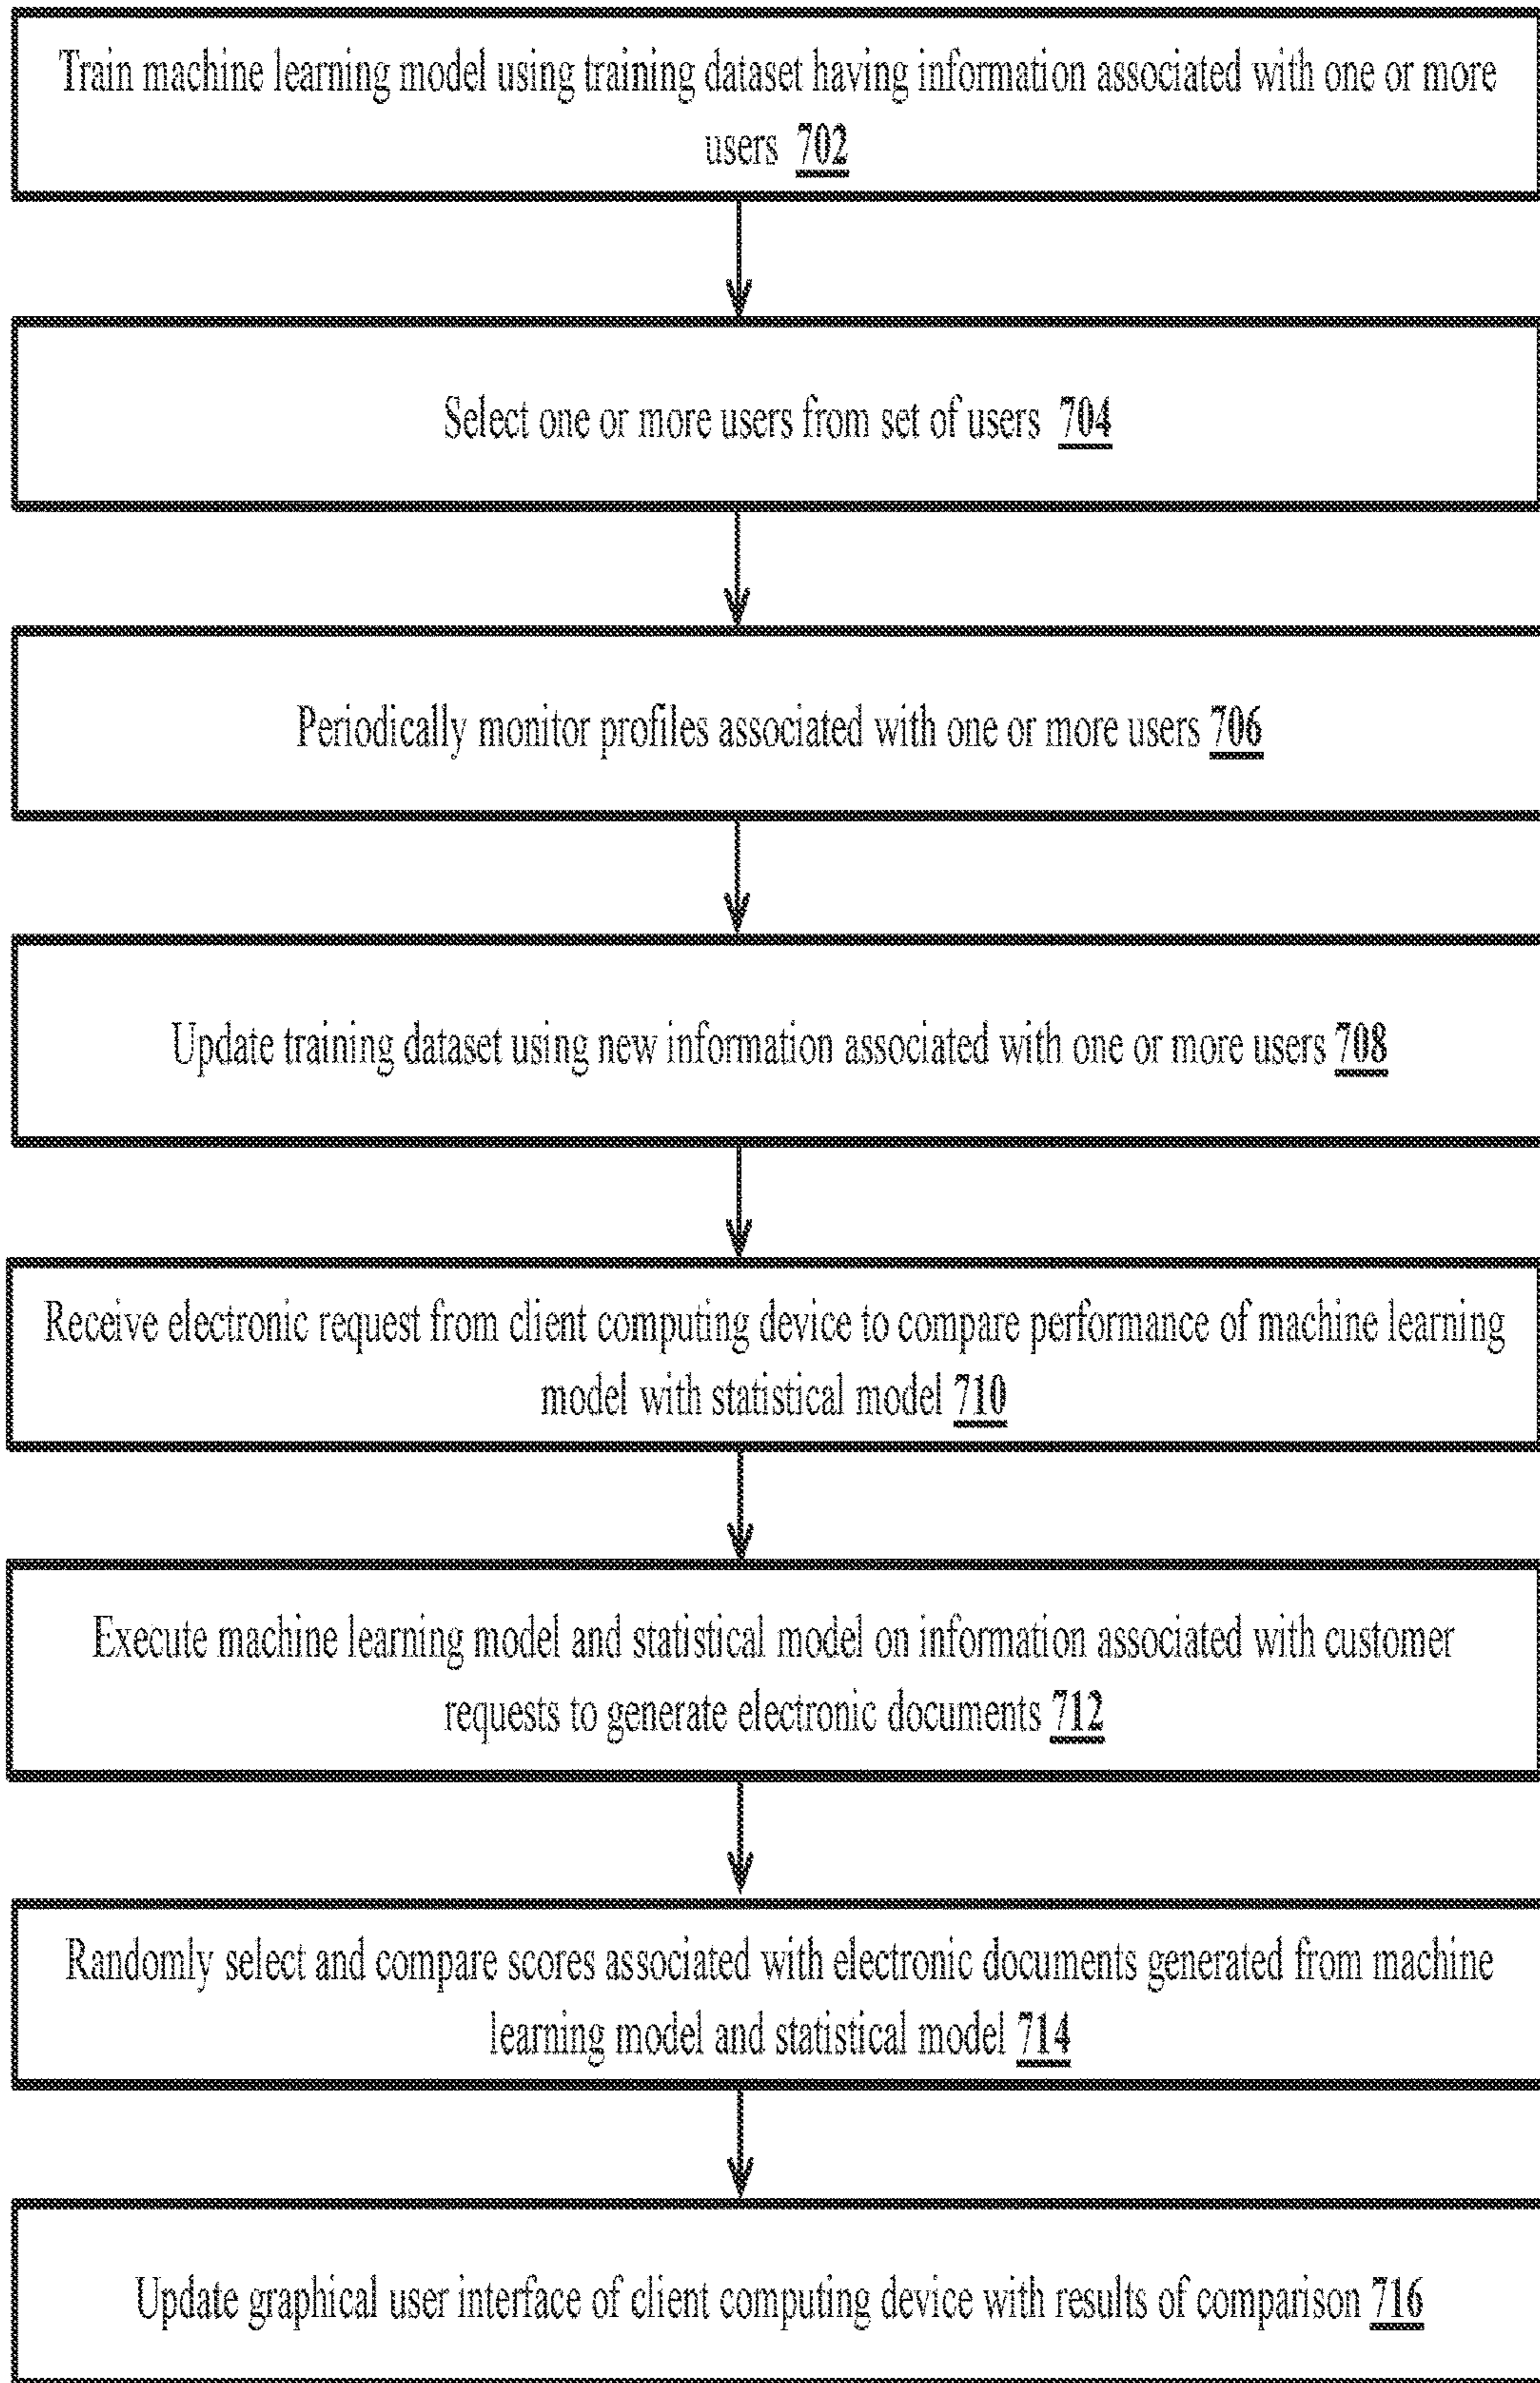 Train machine learning model using training dataset having information associated with one or more
users 702
Select one or more users from set of users 704
Periodically monitor profiles associated with one or more users 706
Update training dataset using new information associated with one or more users 708
Receive electronic request from client computing device to compare performance of machine learning
model with statistical model 710
Execute machine learning model and statistical model on information associated with customer
requests to generate electronic documents 712
Randomly select and compare scores associated with electronic documents generated from machine
learning model and statistical model 714
Update graphical user interface of client computing device with results of comparison 716